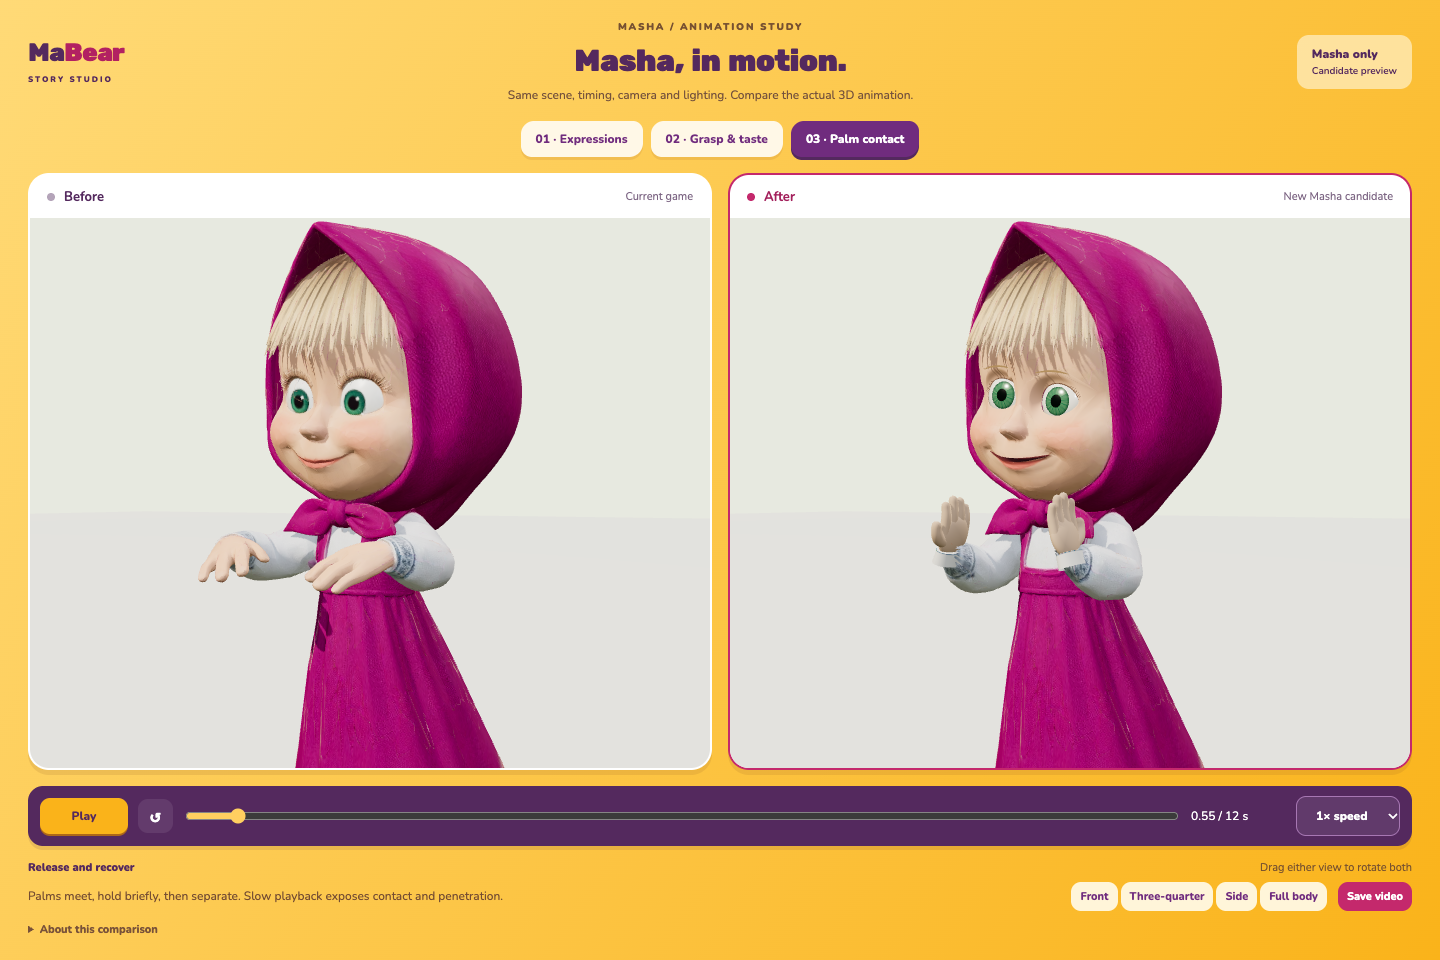 MaBear
STORY STUDIO
MASHA / ANIMATION STUDY
Masha, in motion.
Same scene, timing, camera and lighting. Compare the actual 3D animation.
Masha only
Candidate preview
01 · Expressions
02 · Grasp & taste
03 · Palm contact
Before
Current game
After
New Masha candidate
Play
↺
0.55 / 12 s
1× speed
Release and recover
Drag either view to rotate both
Palms meet, hold briefly, then separate. Slow playback exposes contact and penetration.
Front
Three-quarter
Side
Full body
Save video
About this comparison